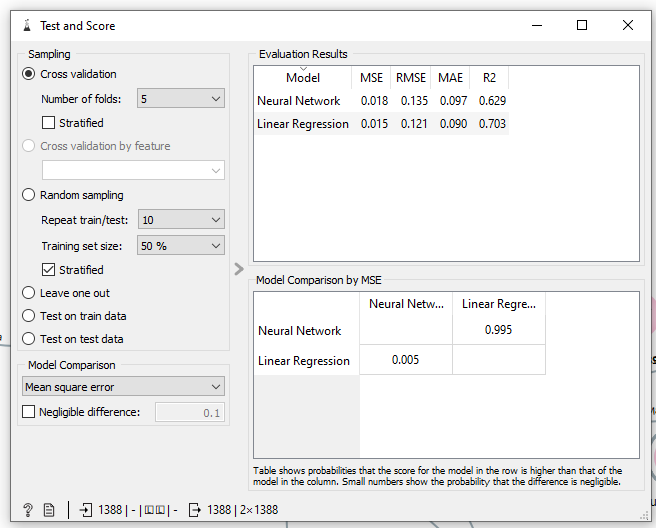 Test and Score
Sampling
Cross validation
Number of folds: 5
Stratified
Cross validation by feature
Random sampling
Repeat train/test: 10
Training set size: 50 %
Stratified
Leave one out
Test on train data
Test on test data
Model Comparison
Mean square error
Negligible difference: 0.1
Evaluation Results
Model MSE RMSE MAE R2
Neural Network 0.018 0.135 0.097 0.629
Linear Regression 0.015 0.121 0.090 0.703
Model Comparison by MSE
Neural Netw... Linear Regre...
Neural Network 0.995
Linear Regression 0.005
Table shows probabilities that the score for the model in the row is higher than that of the
model in the column. Small numbers show the probability that the difference is negligible.
? 1388 | - | - 1388 | 2×1388